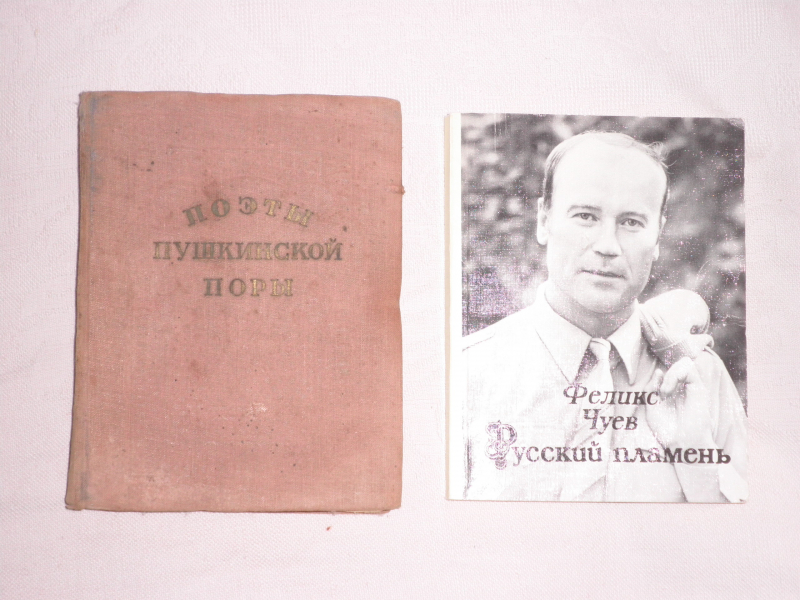 ПОЭТЫ
ПУШКИНСКОЙ
ПОРЫ
Феликс
Чуев
Русский пламень